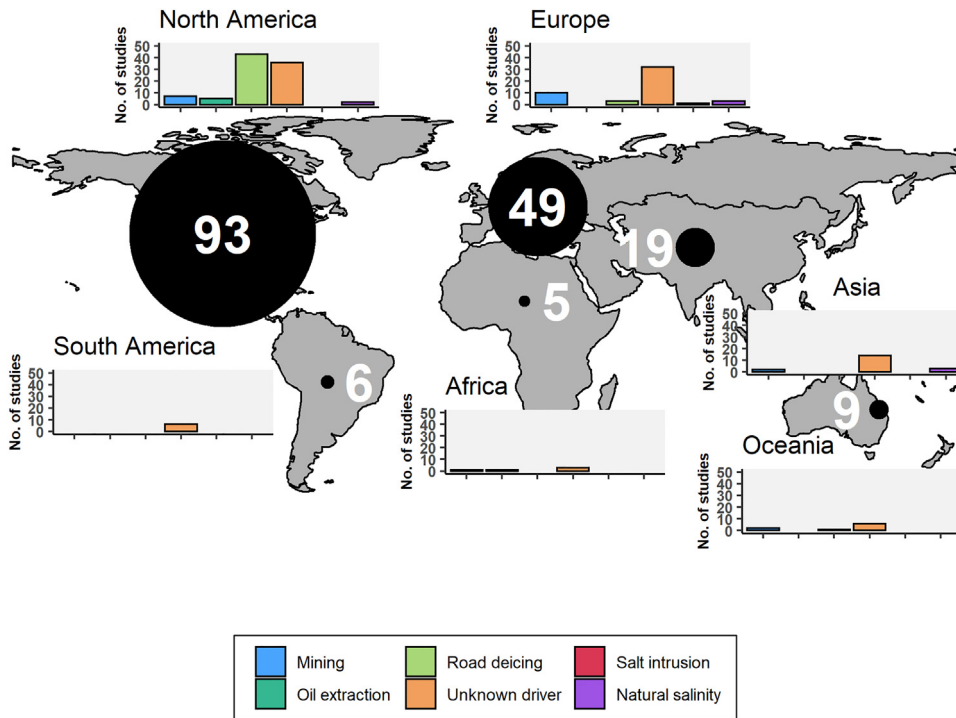 North America
No. of studies
50
40
30
20
10
0
Europe
No. of studies
50
40
30
20
10
0
93
49
19
5
6
9
South America
No. of studies
50
40
30
20
10
0
Africa
No. of studies
50
40
30
20
10
0
Asia
No. of studies
50
40
30
20
10
0
Oceania
No. of studies
50
40
30
20
10
0
Mining
Road deicing
Salt intrusion
Oil extraction
Unknown driver
Natural salinity